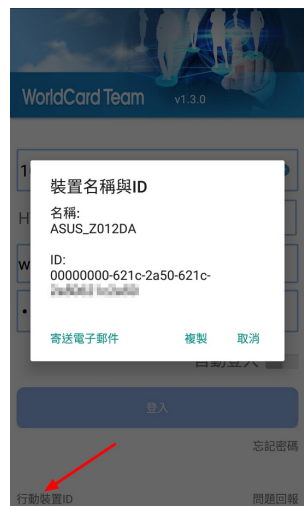 WorldCard Team v1.3.0
1
裝置名稱與ID
名稱:
H
ASUS_Z012DA
ID:
w
00000000-621c-2a50-621c-
寄送電子郵件 複製 取消
自動登入
登入
忘記密碼
行動裝置ID 問題回報